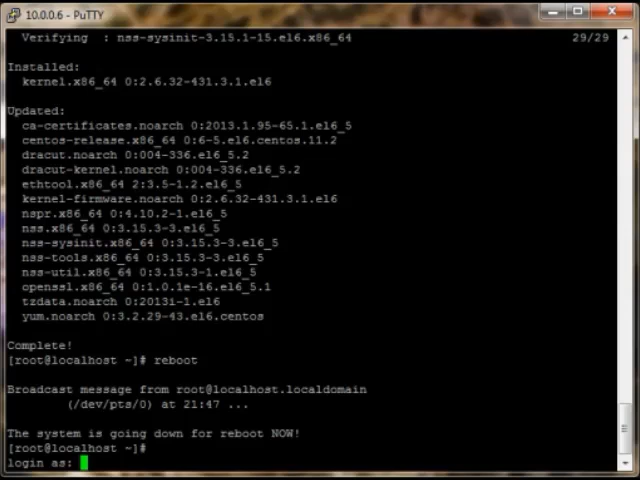 10.0.0.6 - PuTTY
Verifying  : nss-sysinit-3.15.1-15.el6.x86_64 29/29
Installed:
kernel.x86_64 0:2.6.32-431.3.1.el6
Updated:
ca-certificates.noarch 0:2013.1.95-65.1.el6_5
centos-release.x86_64 0:6-5.el6.centos.11.2
dracut.noarch 0:004-336.el6_5.2
dracut-kernel.noarch 0:004-336.el6_5.2
ethtool.x86_64 2:3.5-1.2.el6_5
kernel-firmware.noarch 0:2.6.32-431.3.1.el6
nspr.x86_64 0:4.10.2-1.el6_5
nss.x86_64 0:3.15.3-3.el6_5
nss-sysinit.x86_64 0:3.15.3-3.el6_5
nss-tools.x86_64 0:3.15.3-3.el6_5
nss-util.x86_64 0:3.15.3-1.el6_5
openssl.x86_64 0:1.0.1e-16.el6_5.1
tzdata.noarch 0:2013i-1.el6
yum.noarch 0:3.2.29-43.el6.centos
Complete!
[root@localhost ~]# reboot
Broadcast message from root@localhost.localdomain
(/dev/pts/0) at 21:47 ...
The system is going down for reboot NOW!
[root@localhost ~]#
login as: